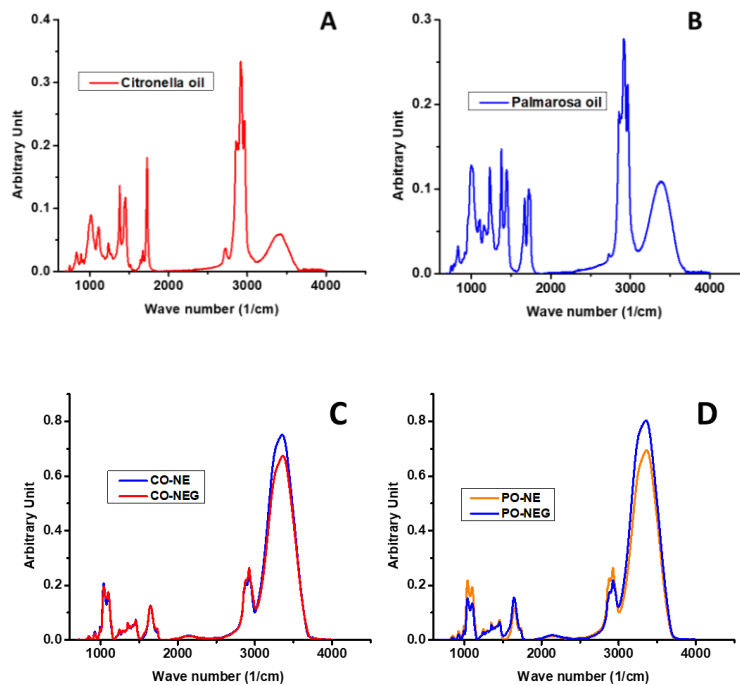 A
0.4
0.3
0.2
0.1
0.0
Arbitrary Unit
Citronella oil
1000 2000 3000 4000
Wave number (1/cm)
B
0.3
0.2
0.1
0.0
Arbitrary Unit
Palmarosa oil
1000 2000 3000 4000
Wave number (1/cm)
C
0.8
0.6
0.4
0.2
0.0
Arbitrary Unit
CO-NE
CO-NEG
1000 2000 3000 4000
Wave number (1/cm)
D
0.8
0.6
0.4
0.2
0.0
Arbitrary Unit
PO-NE
PO-NEG
1000 2000 3000 4000
Wave number (1/cm)